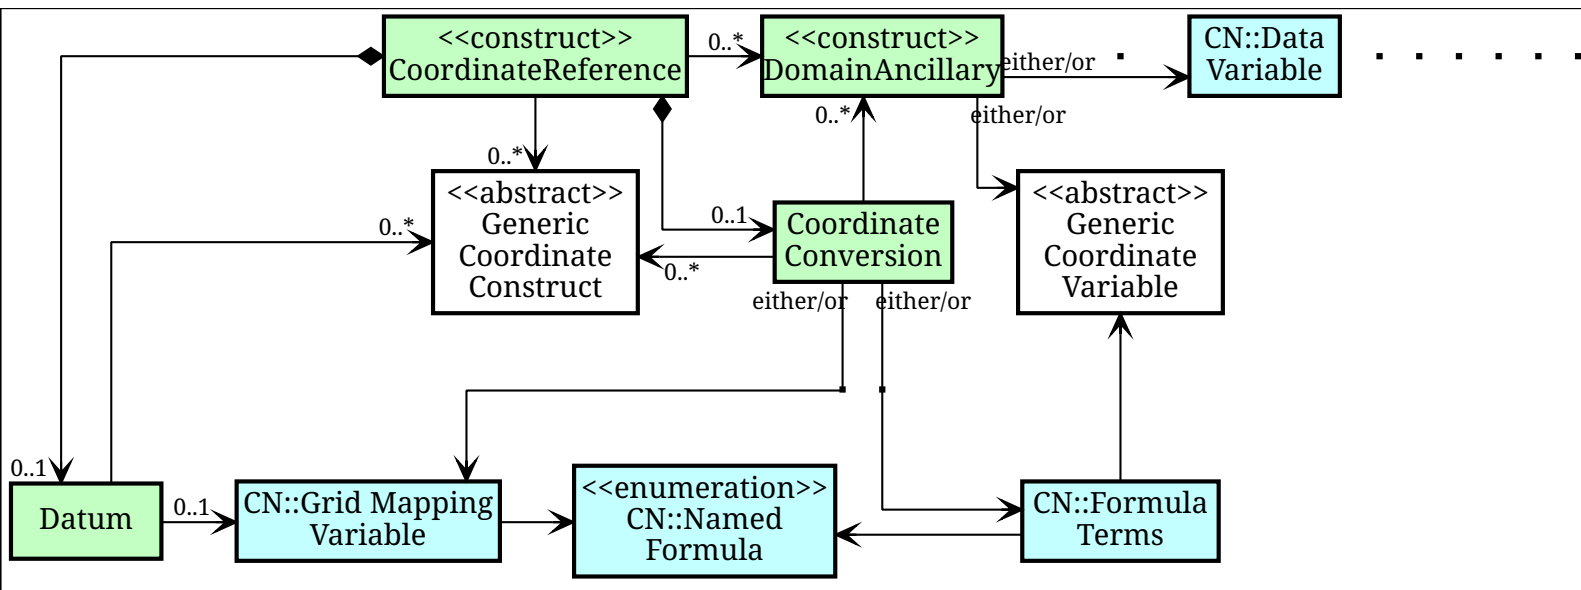 <<construct>>
CoordinateReference
0..*
<<construct>>
DomainAncillary
either/or
CN::Data
Variable
0..*
either/or
0..*
<<abstract>>
Generic
Coordinate
Construct
0..*
0..1
Coordinate
Conversion
0..*
<<abstract>>
Generic
Coordinate
Variable
either/or
either/or
0..1
Datum
0..1
CN::Grid Mapping
Variable
<<enumeration>>
CN::Named
Formula
CN::Formula
Terms